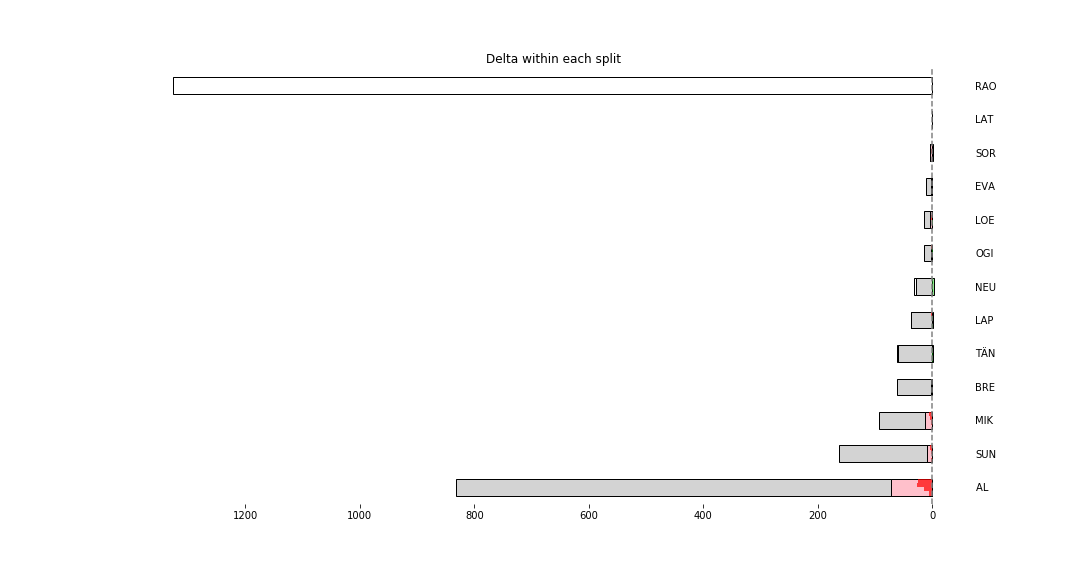 Delta within each split
RAO
LAT
SOR
EVA
LOE
OGI
NEU
LAP
TÄN
BRE
MIK
SUN
AL
1200 1000 800 600 400 200 0